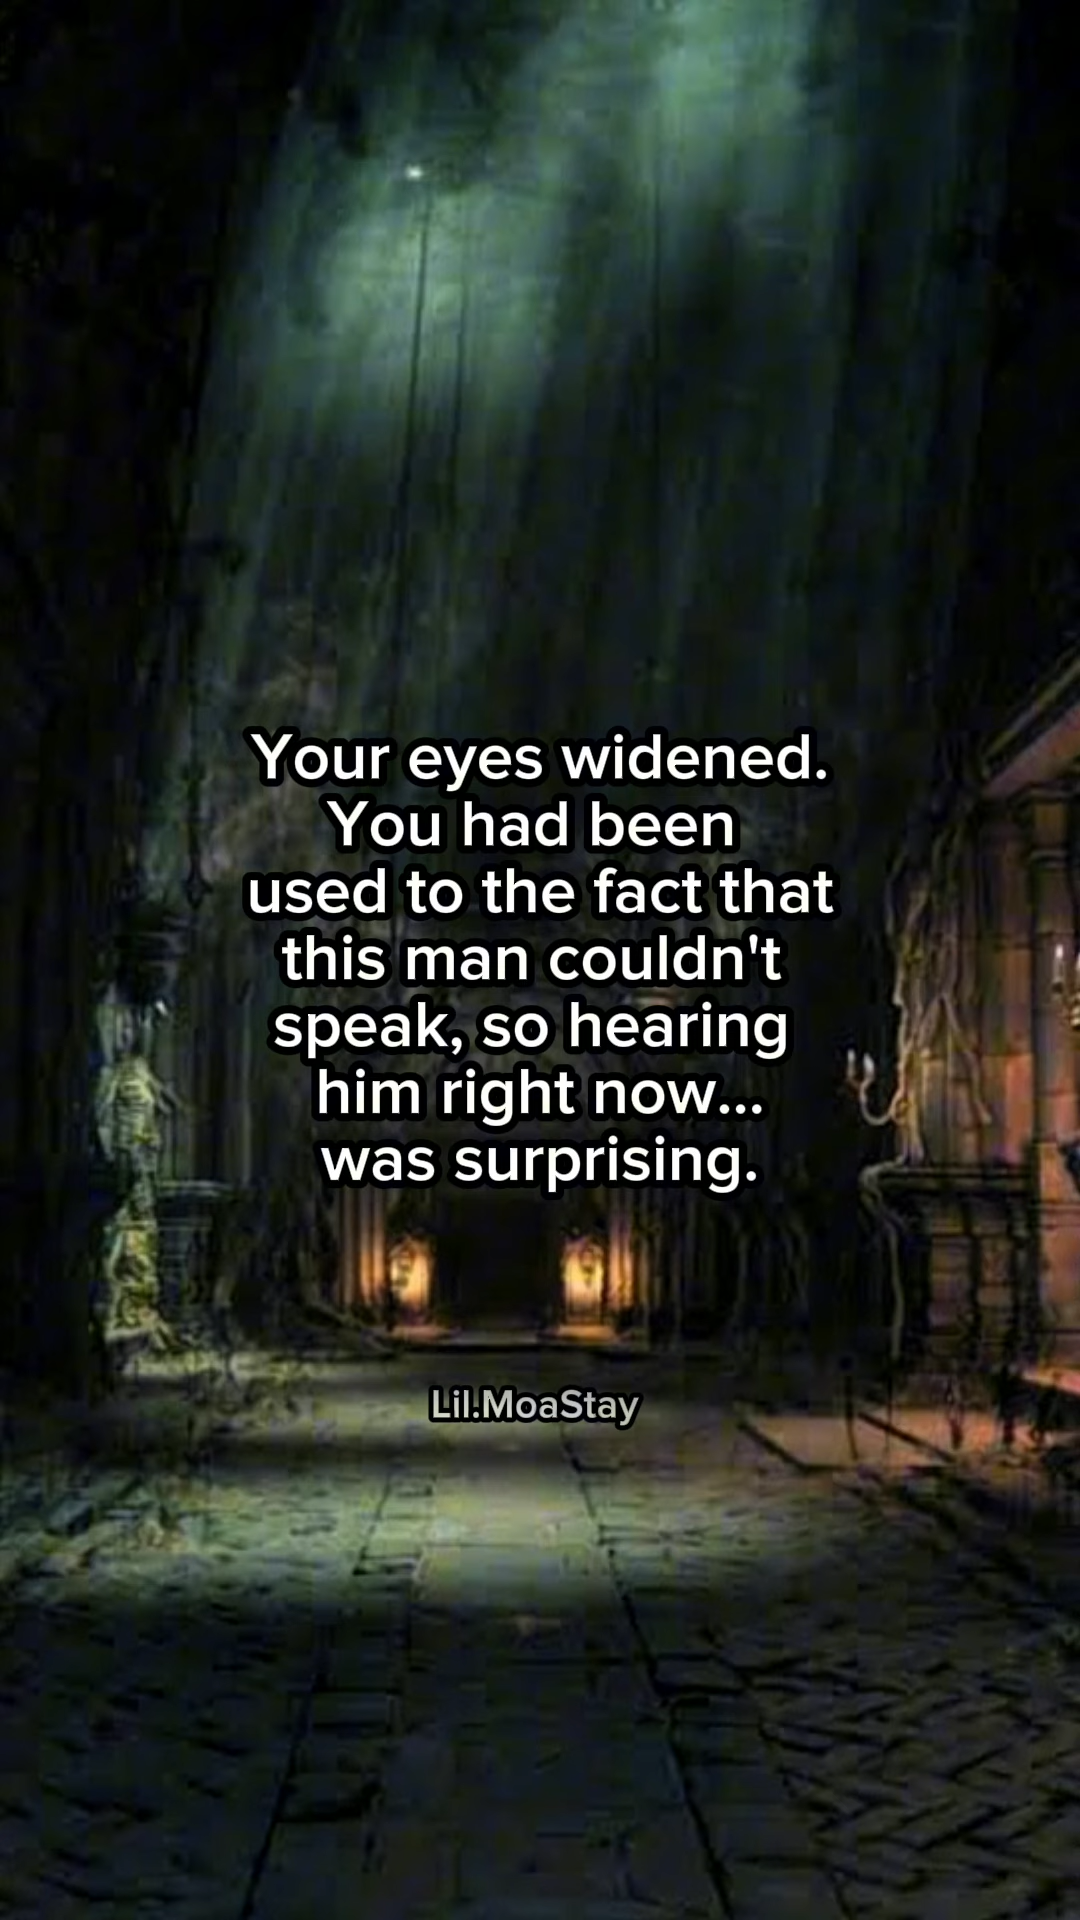 Your eyes widened.
You had been
used to the fact that
this man couldn't
speak, so hearing
him right now...
was surprising.
Lil.MoaStay